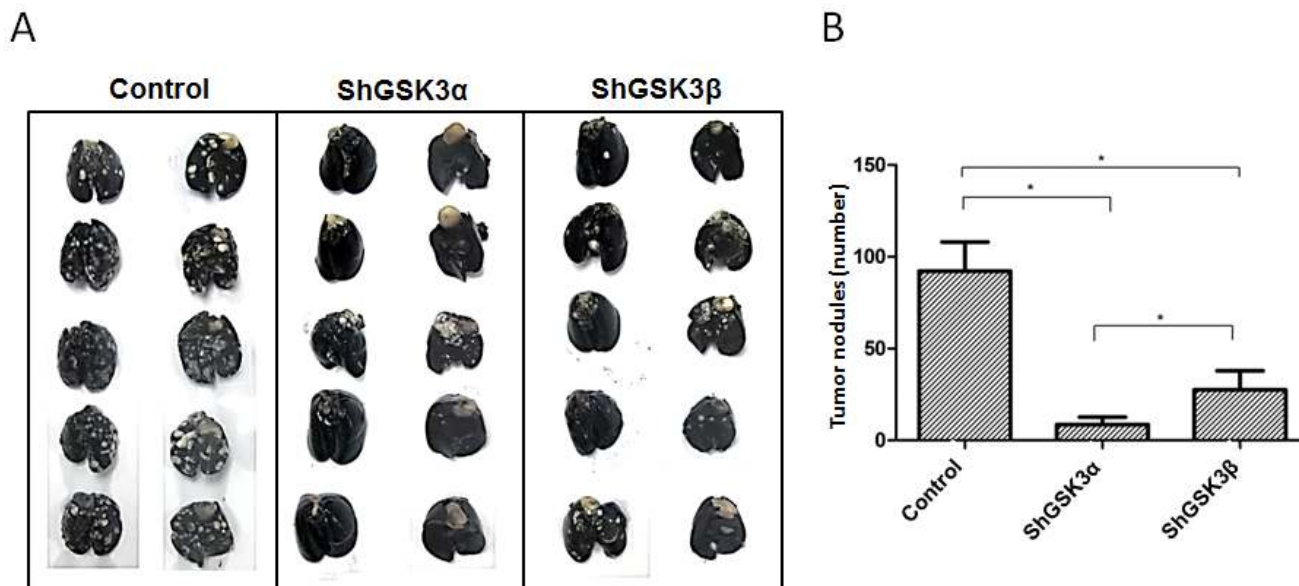 A
Control
ShGSK3α
ShGSK3β
B
Tumor nodules (number)
150
100
50
0
*
*
*
Control
ShGSK3α
ShGSK3β